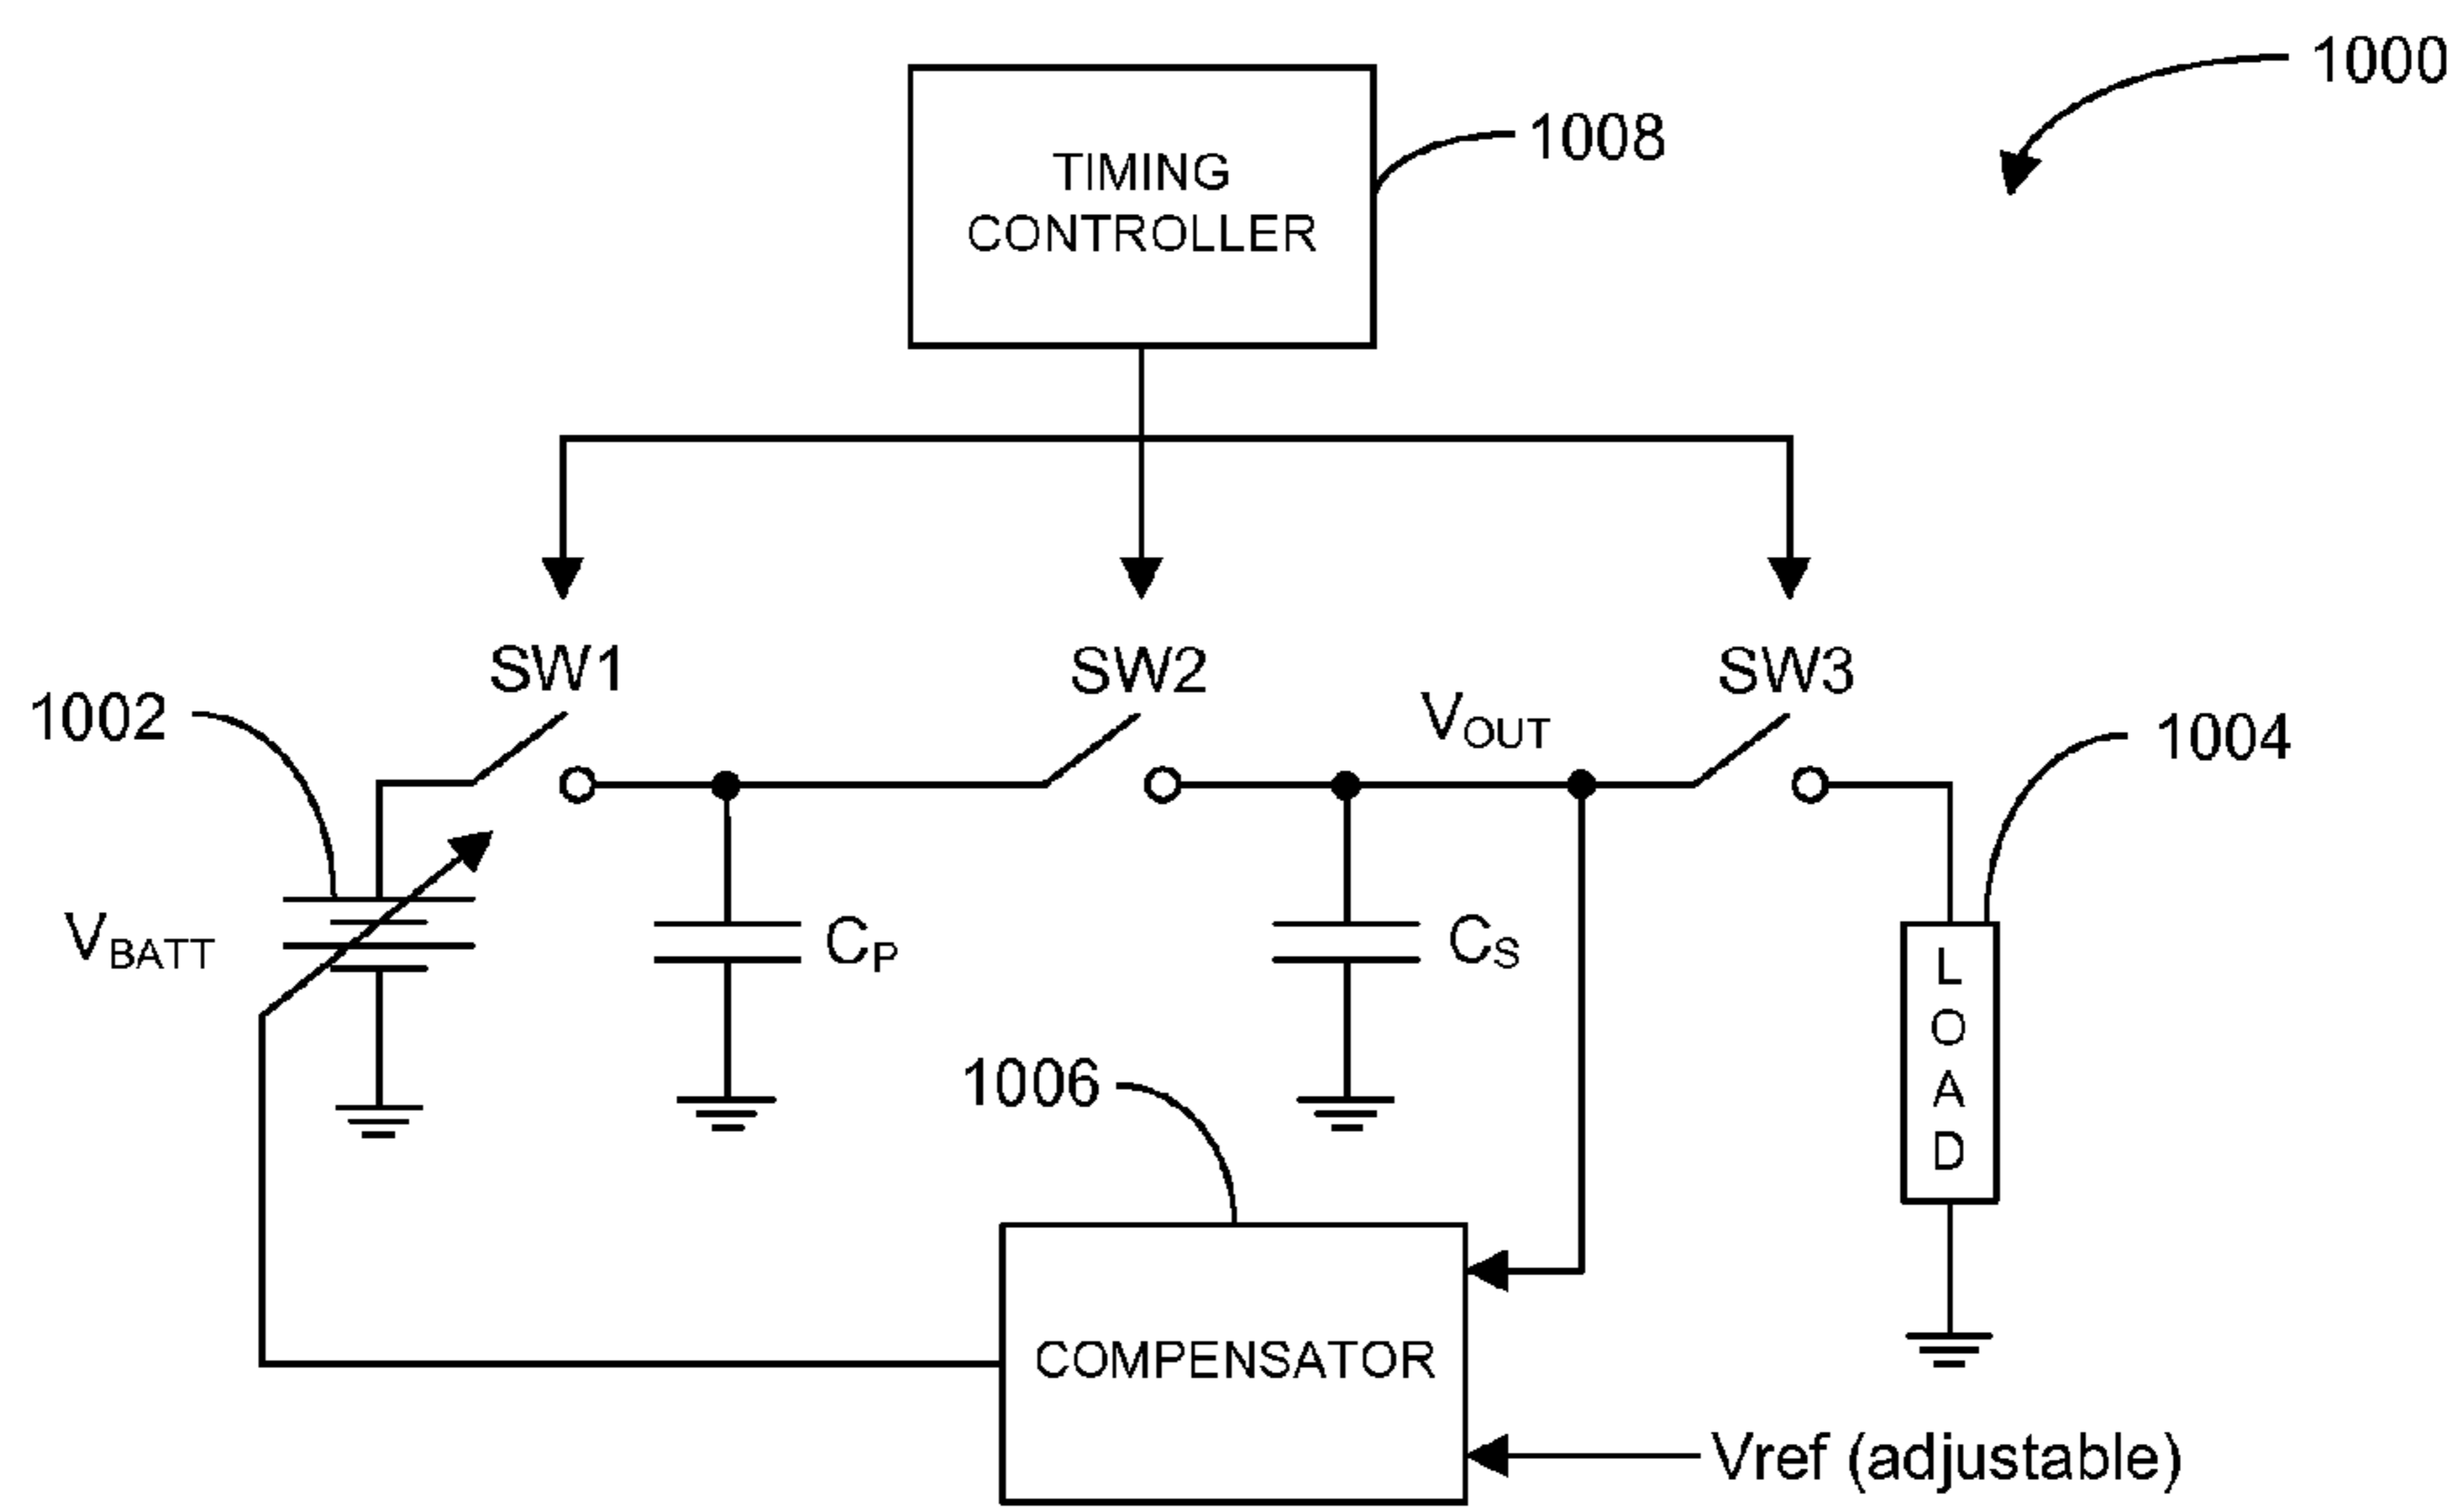 1000
1008
TIMING
CONTROLLER
SW1
SW2
SW3
1002
VOUT
1004
VBATT
CP
CS
L
O
A
D
1006
COMPENSATOR
Vref (adjustable)